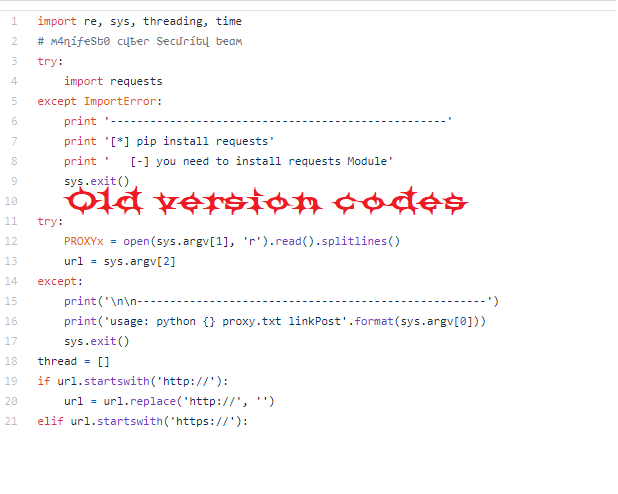 1 import re, sys, threading, time
2 # м4ɳíƒҽSե0 cվҍҽɾ Տҽcմɾíեվ եҽαʍ
3 try:
4 import requests
5 except ImportError:
6 print '---------------------------------------------------'
7 print '[*] pip install requests'
8 print '   [-] you need to install requests Module'
9 sys.exit()
10 Old version codes
11 try:
12 PROXYx = open(sys.argv[1], 'r').read().splitlines()
13 url = sys.argv[2]
14 except:
15 print('\n\n-----------------------------------------------------')
16 print('usage: python {} proxy.txt linkPost'.format(sys.argv[0]))
17 sys.exit()
18 thread = []
19 if url.startswith('http://'):
20 url = url.replace('http://', '')
21 elif url.startswith('https://'):